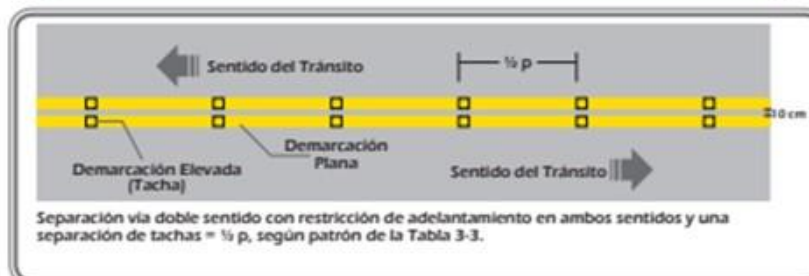 Sentido del Tránsito
½ p
10 cm
Demarcación Elevada
(Tacha)
Demarcación
Plana
Sentido del Tránsito
Separación vía doble sentido con restricción de adelantamiento en ambos sentidos y una
separación de tachas = ½ p, según patrón de la Tabla 3-3.